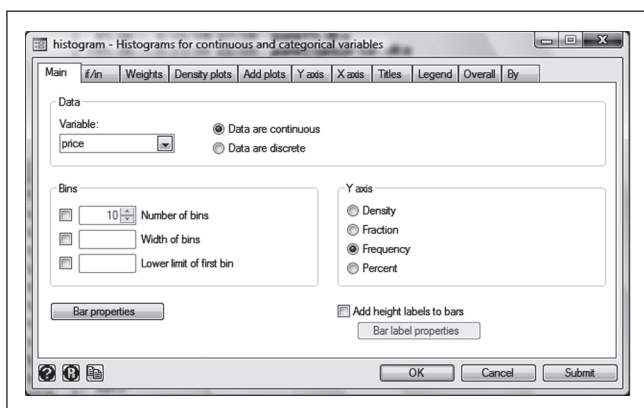 histogram - Histograms for continuous and categorical variables
Main if/in Weights Density plots Add plots Y axis X axis Titles Legend Overall By
Data
Variable:
price
Data are continuous
Data are discrete
Bins
10 Number of bins
Width of bins
Lower limit of first bin
Y axis
Density
Fraction
Frequency
Percent
Bar properties
Add height labels to bars
Bar label properties
? R OK Cancel Submit